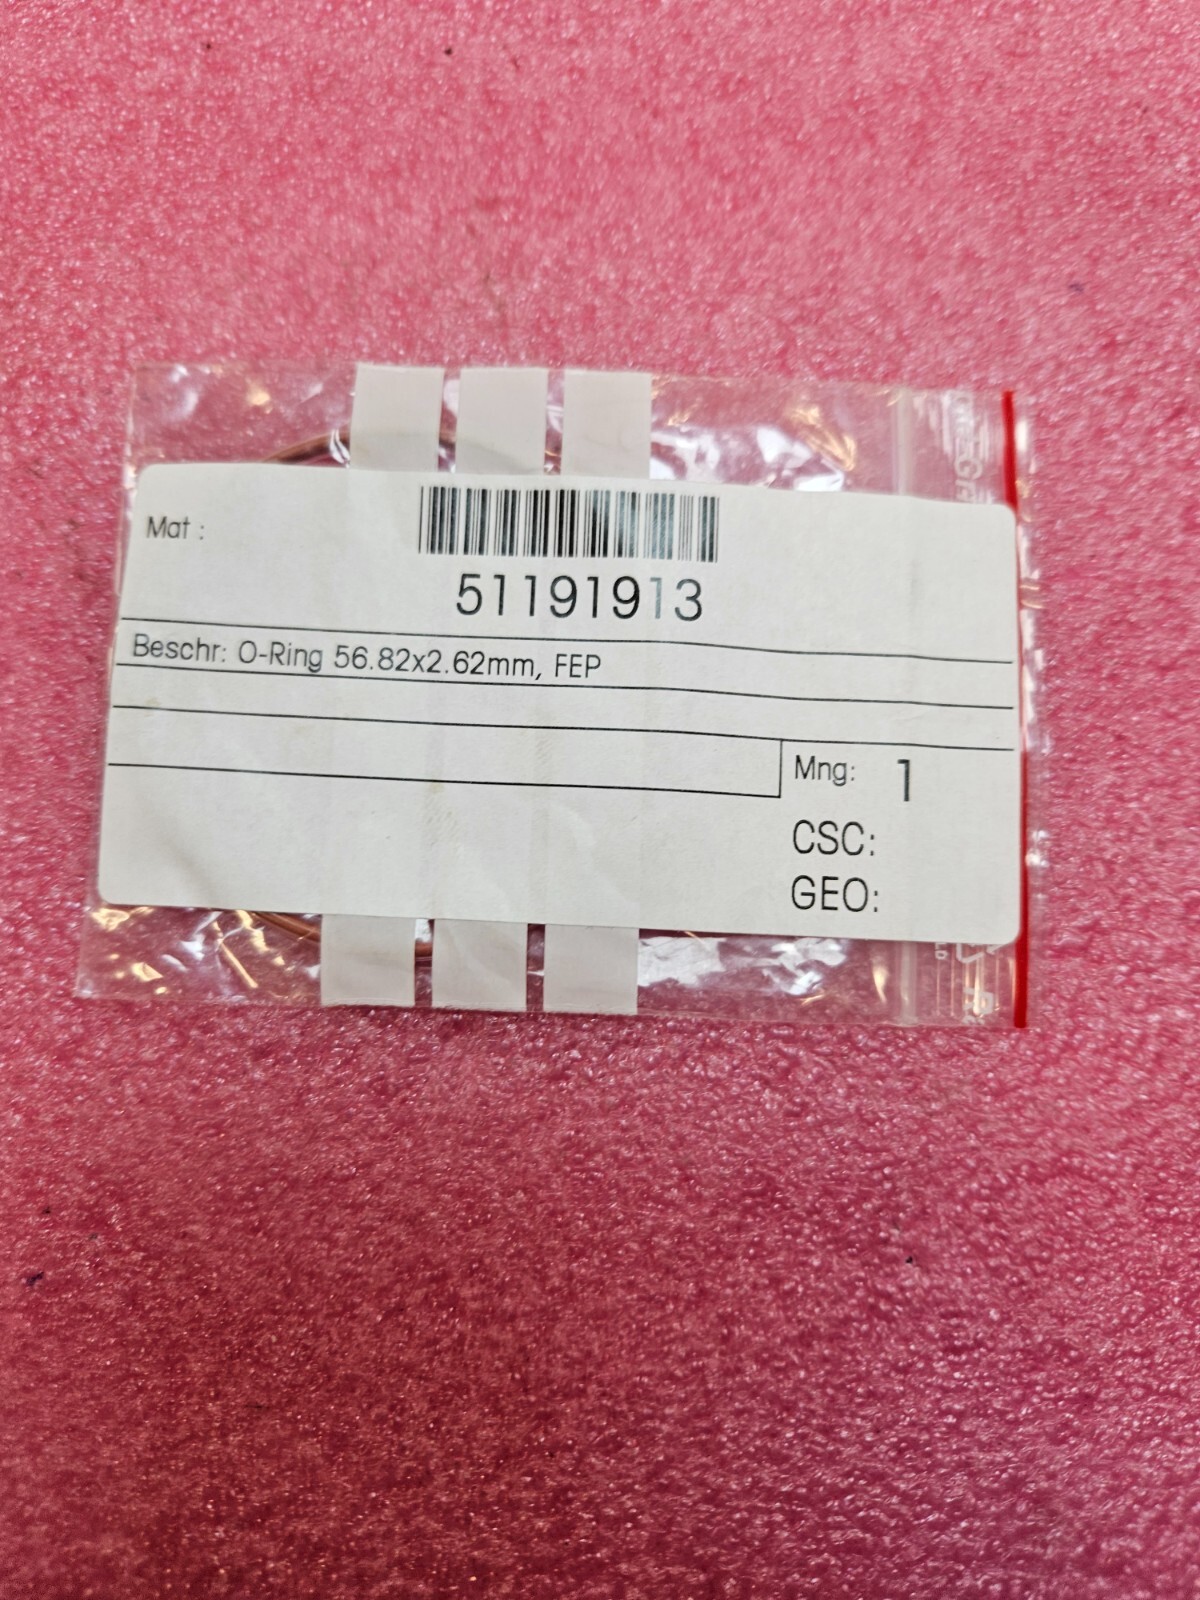 Mat :
51191913
Beschr: O-Ring 56.82x2.62mm, FEP
Mng: 1
CSC:
GEO: